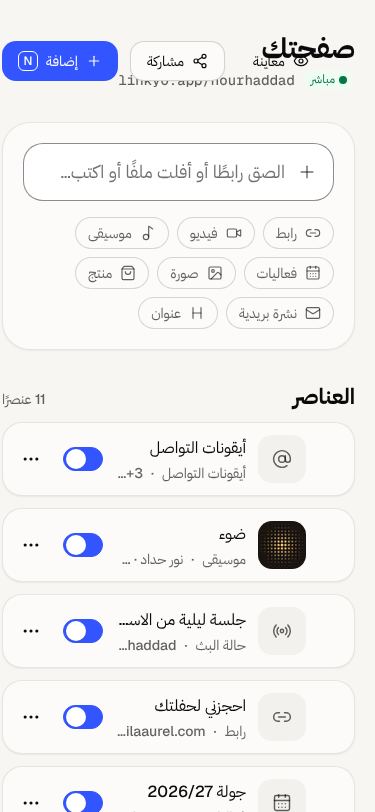 صفحتك
معاينة
مشاركة
إضافة N
مباشر linkyo.app/nourhaddad
الصق رابطًا أو أفلت ملفًا أو اكتب...
رابط فيديو موسيقى
فعاليات صورة منتج
نشرة بريدية عنوان
العناصر 11 عنصرًا
أيقونات التواصل
أيقونات التواصل · 3+...
ضوء
موسيقى · نور حداد · ...
جلسة ليلية من الاس...
حالة البث · haddad...
احجزني لحفلتك
رابط · ilaaurel.com...
جولة 2026/27